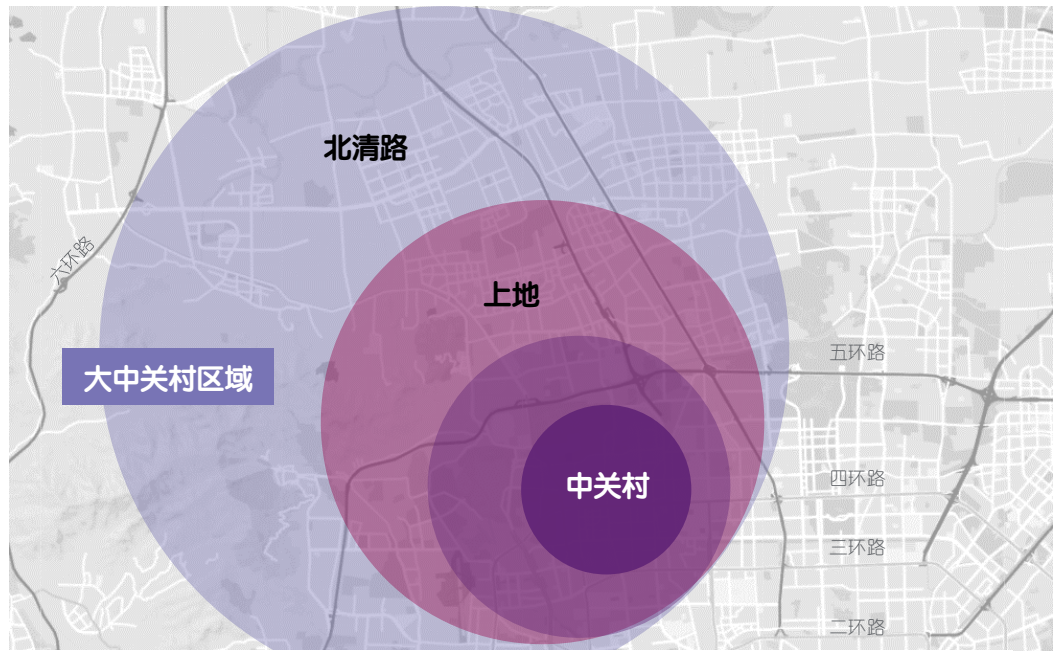 北清路
六环路
上地
五环路
大中关村区域
四环路
中关村
三环路
二环路